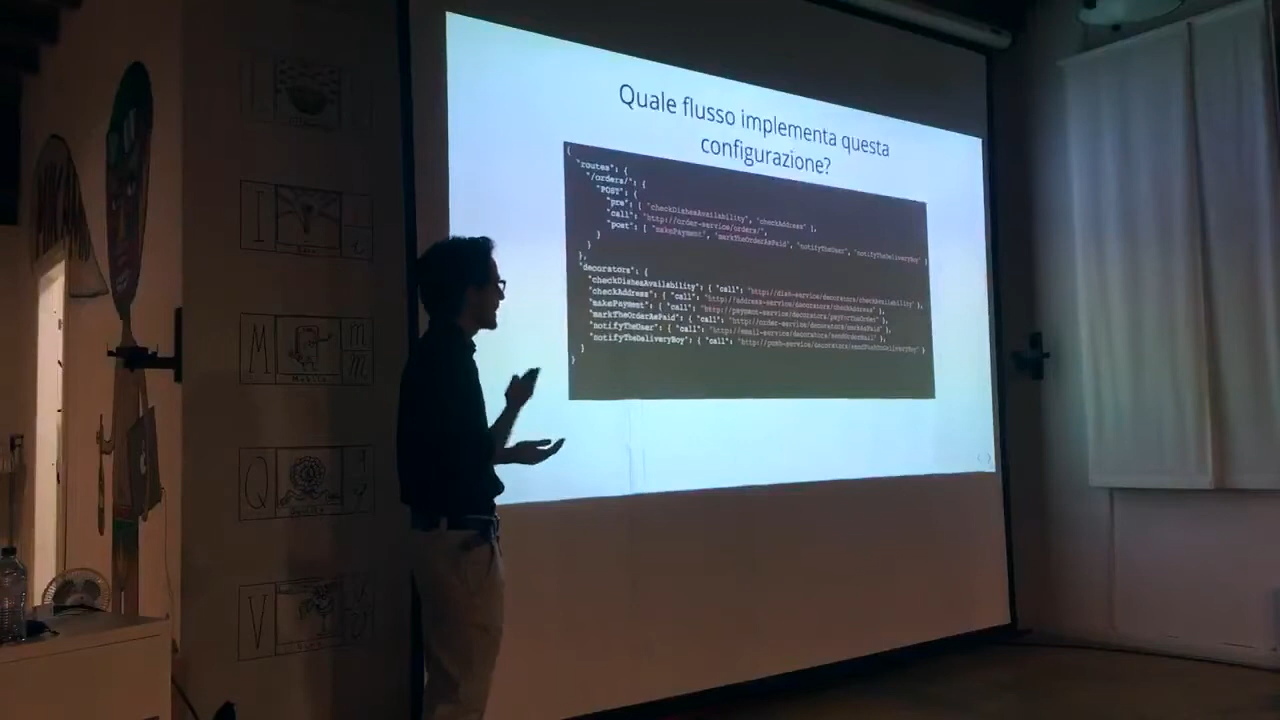 Quale flusso implementa questa
configurazione?
{
"routes": {
"/orders/": {
"POST": {
"pre": [ "checkDishesAvailability", "checkAddress" ],
"call": "http://order-service/orders/",
"post": [ "makePayment", "markTheOrderAsPaid", "notifyTheUser", "notifyTheDeliveryBoy" ]
}
}
},
"decorators": {
"checkDishesAvailability": { "call": "http://dish-service/decorators/checkAvailability" },
"checkAddress": { "call": "http://address-service/decorators/checkAddress" },
"makePayment": { "call": "http://payment-service/decorators/payForTheOrder" },
"markTheOrderAsPaid": { "call": "http://order-service/decorators/markAsPaid" },
"notifyTheUser": { "call": "http://email-service/decorators/sendOrderMail" },
"notifyTheDeliveryBoy": { "call": "http://push-service/decorators/sendPushToDeliveryBoy" }
}
}
I
M
m
m
Q
V